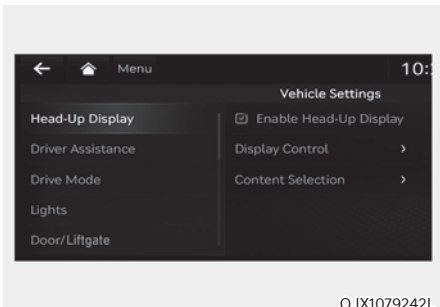 Menu
10:
Vehicle Settings
Head-Up Display
Enable Head-Up Display
Driver Assistance
Display Control
Drive Mode
Content Selection
Lights
Door/Liftgate
OJX1079242L